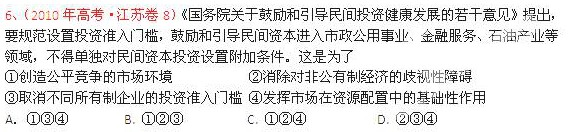 6、（2010年高考·江苏卷 8）《国务院关于鼓励和引导民间投资健康发展的若干意见》提出，
要规范设置投资准入门槛，鼓励和引导民间资本进入市政公用事业、金融服务、石油产业等
领域，不得单独对民间资本投资设置附加条件。这是为了
①创造公平竞争的市场环境 ②消除对非公有制经济的歧视性障碍
③取消不同所有制企业的投资准入门槛 ④发挥市场在资源配置中的基础性作用
A. ①③④ B. ①②③ C. ①②④ D. ②③④